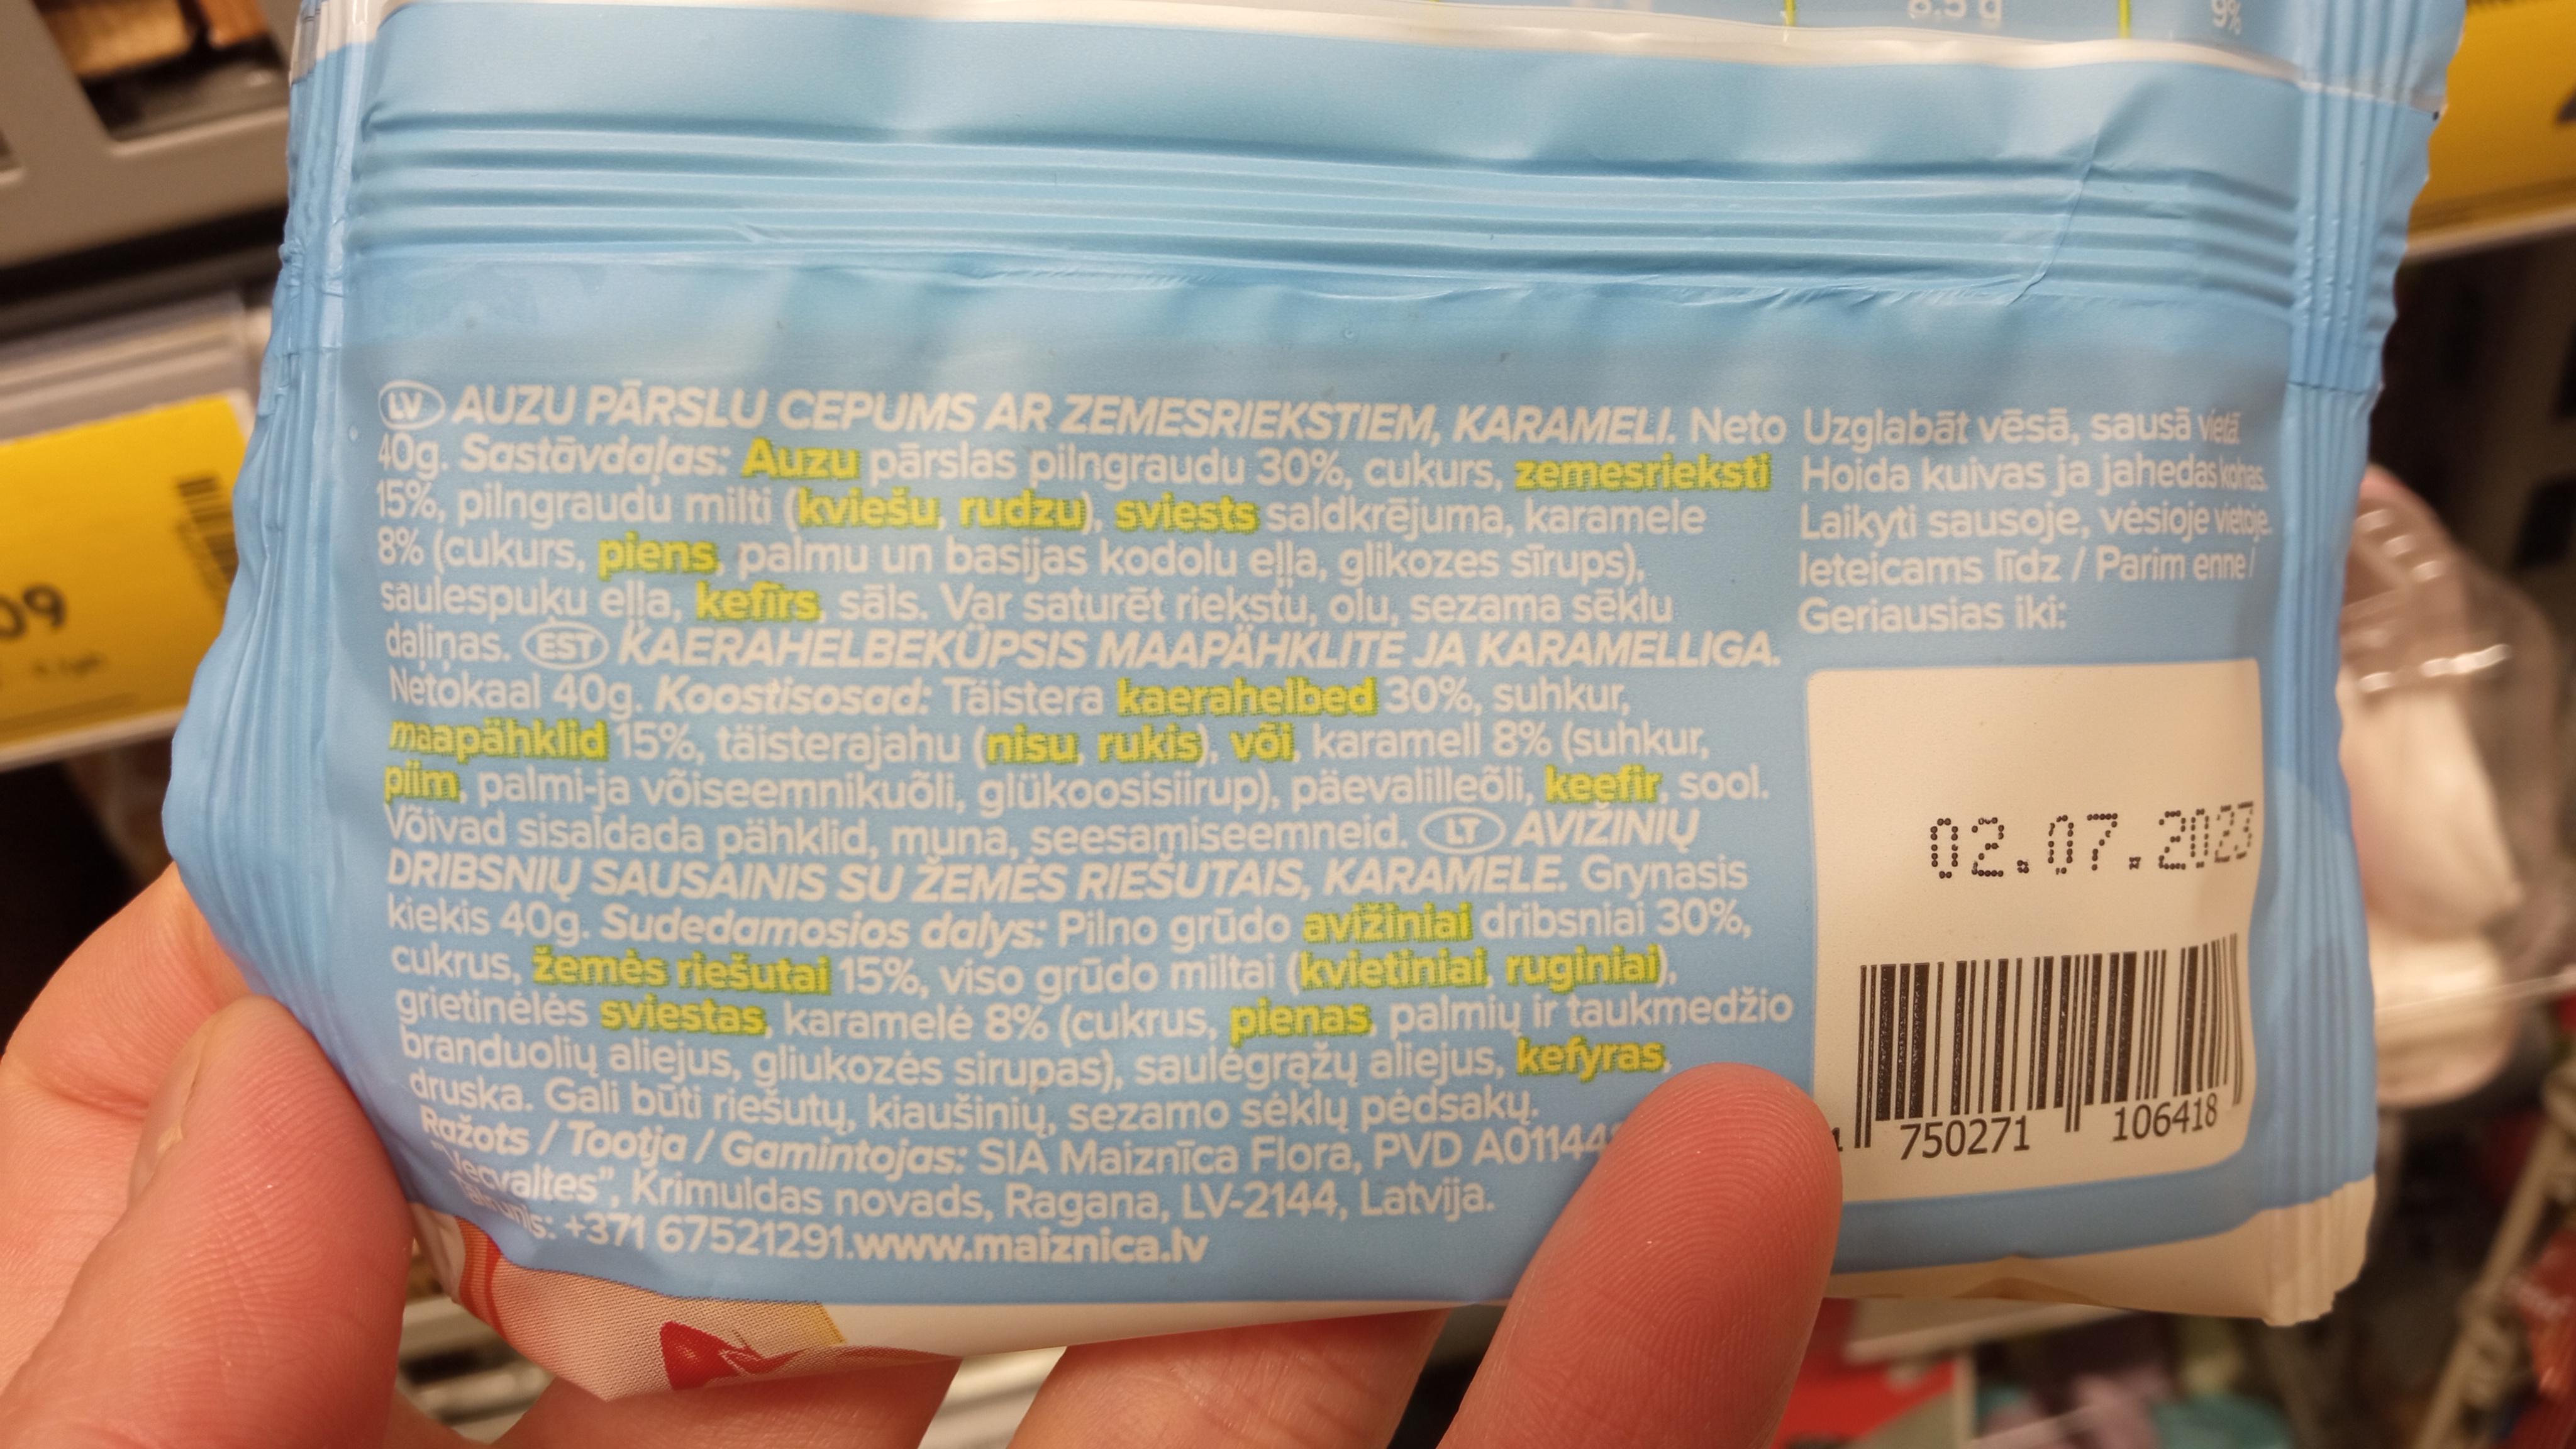 6.5 g
9%
LV AUZU PĀRSLU CEPUMS AR ZEMESRIEKSTIEM, KARAMELI. Neto
40g. Sastāvdaļas: Auzu pārslas pilngraudu 30%, cukurs, zemesrieksti
15%, pilngraudu milti (kviešu, rudzu), sviests saldkrējuma, karamele
8% (cukurs, piens, palmu un basijas kodolu eļļa, glikozes sīrups),
saulespuķu eļļa, kefīrs, sāls. Var saturēt riekstu, olu, sezama sēklu
daļiņas. EST KAERAHELBEKÜPSIS MAAPÄHKLITE JA KARAMELLIGA.
Netokaal 40g. Koostisosad: Täistera kaerahelbed 30%, suhkur,
maapähklid 15%, täisterajahu (nisu, rukis), või, karamell 8% (suhkur,
piim, palmi-ja võiseemnikuõli, glükoosisiirup), päevalilleõli, keefir, sool.
Võivad sisaldada pähklid, muna, seesamiseemneid. LT AVIŽINIŲ
DRIBSNIŲ SAUSAINIS SU ŽEMĖS RIEŠUTAIS, KARAMELE. Grynasis
kiekis 40g. Sudedamosios dalys: Pilno grūdo avižiniai dribsniai 30%,
cukrus, žemės riešutai 15%, viso grūdo miltai (kvietiniai, ruginiai),
grietinėlės sviestas, karamelė 8% (cukrus, pienas, palmių ir taukmedžio
branduolių aliejus, gliukozės sirupas), saulėgrąžų aliejus, kefyras,
druska. Gali būti riešutų, kiaušinių, sezamo sėklų pėdsakų.
Ražots / Tootja / Gamintojas: SIA Maiznīca Flora, PVD
"Vecvaltes", Krimuldas novads, Ragana, LV-2144, Latvija.
+371 67521291.www.maiznica.lv
Uzglabāt vēsā, sausā vietā.
Hoida kuivas ja jahedas kohas.
Laikyti sausoje, vėsioje vietoje.
Ieteicams līdz / Parim enne /
Geriausias iki:
02.07.2023
4 750271 106418
09